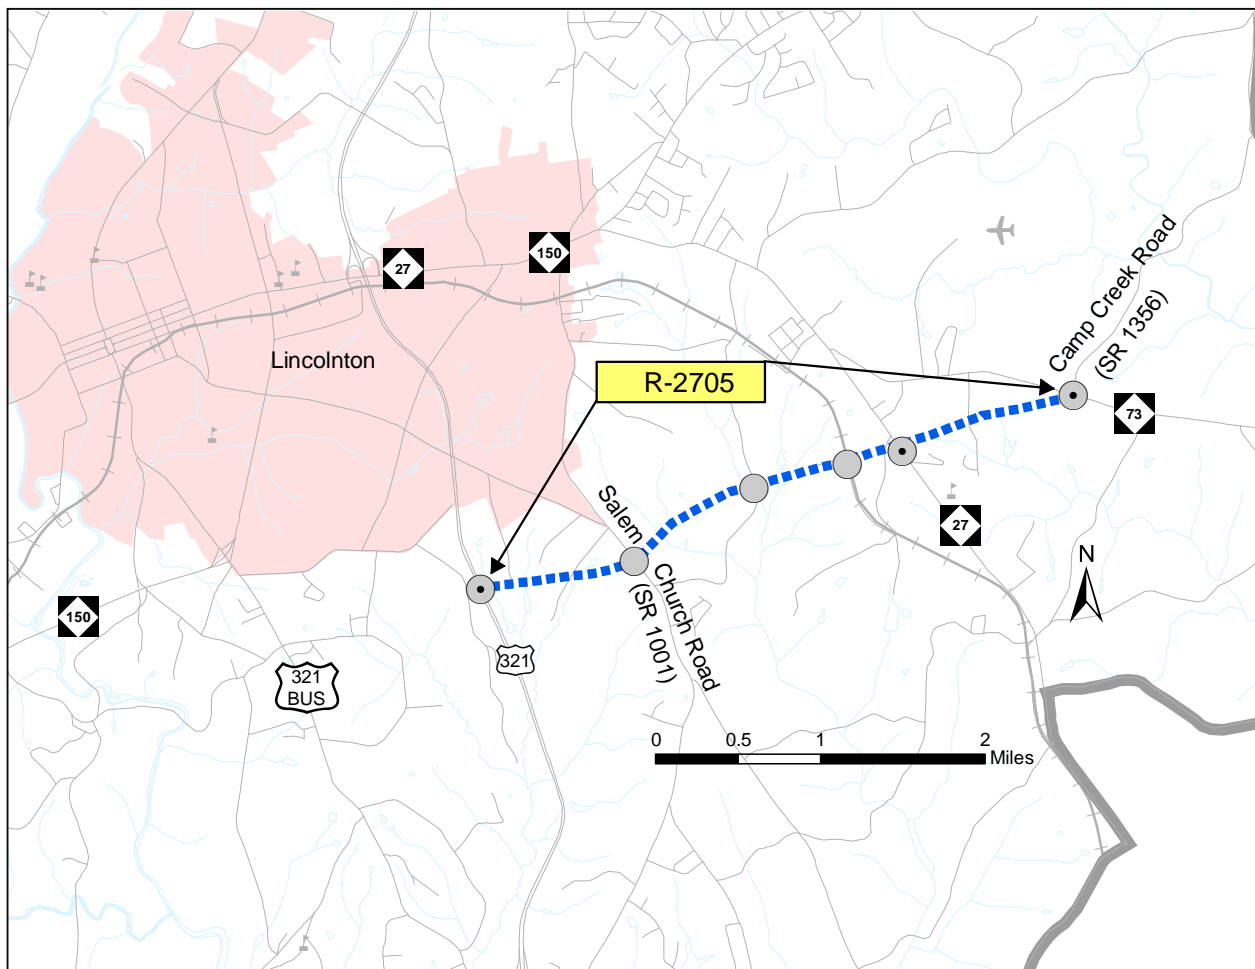 150
27
Camp Creek Road
(SR 1356)
Lincolnton
R-2705
73
Salem
Church Road
(SR 1001)
27
N
150
321
BUS
321
0 0.5 1 2
Miles